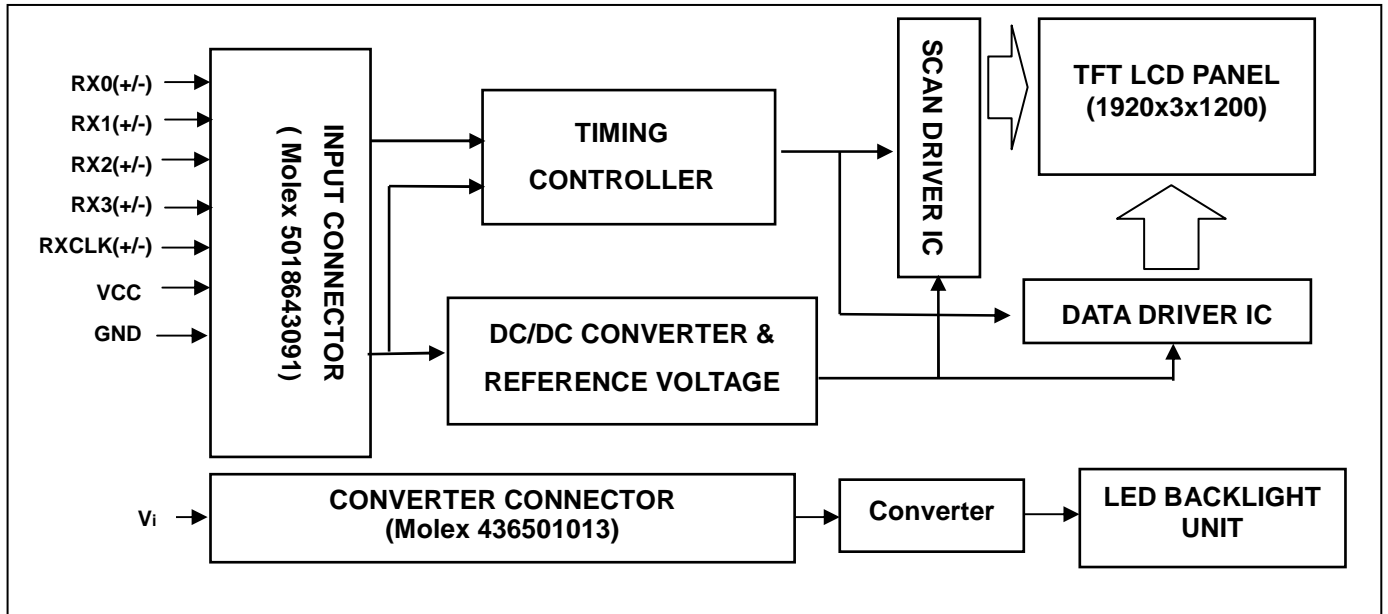 RX0(+/-)
RX1(+/-)
RX2(+/-)
RX3(+/-)
RXCLK(+/-)
VCC
GND
INPUT CONNECTOR
( Molex 5018643091)
TIMING
CONTROLLER
DC/DC CONVERTER &
REFERENCE VOLTAGE
SCAN DRIVER IC
TFT LCD PANEL
(1920x3x1200)
DATA DRIVER IC
Vi
CONVERTER CONNECTOR
(Molex 436501013)
Converter
LED BACKLIGHT
UNIT